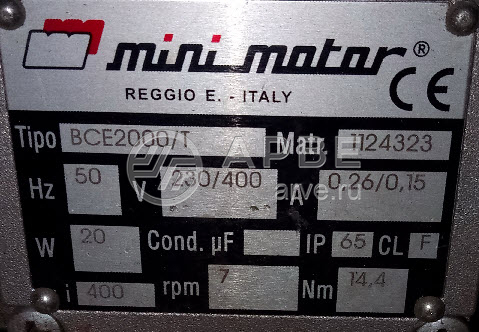 mini motor®
REGGIO E. - ITALY
CE
Tipo BCE2000/T Matr. 1124323
АРВЕ
arve.ru
Hz 50 V 230/400 A 0,26/0,15
W 20 Cond. µF IP 65 CL F
i 400 rpm 7 Nm 14,4